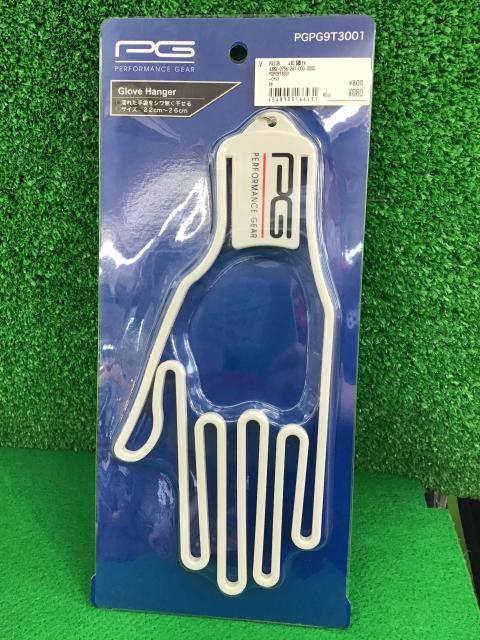 PGPG9T3001
PG
PERFORMANCE GEAR
Glove Hanger
濡れた手袋をシワ無く干せる
サイズ：22cm〜26cm
PGPG9T3001
¥800
¥880
PG
PERFORMANCE GEAR